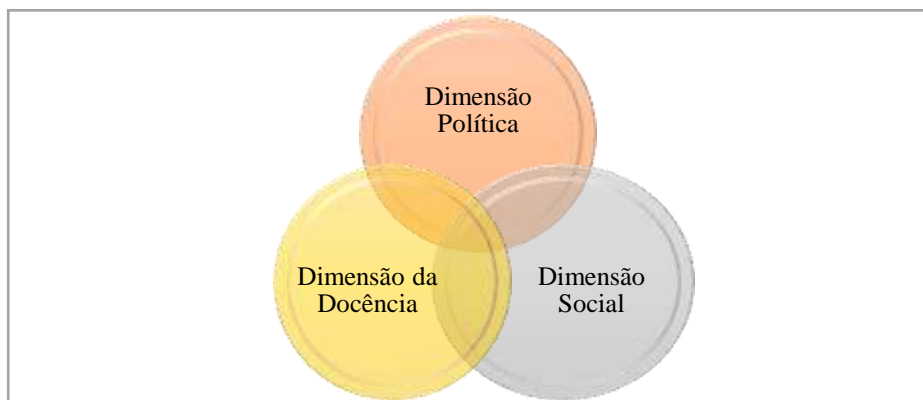 Dimensão
Política
Dimensão da
Docência
Dimensão
Social